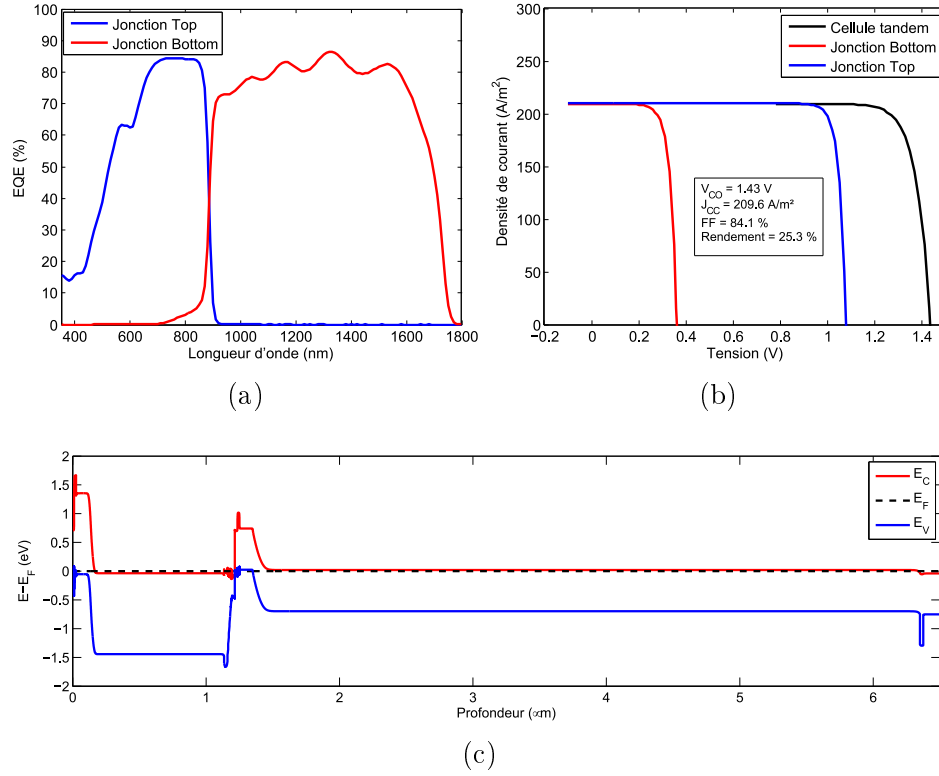 EQE (%)
100
90
80
70
60
50
40
30
20
10
0
Jonction Top
Jonction Bottom
400 600 800 1000 1200 1400 1600 1800
Longueur d'onde (nm)
(a)
Densité de courant (A/m²)
300
250
200
150
100
50
0
Cellule tandem
Jonction Bottom
Jonction Top
V_CO = 1.43 V
J_CC = 209.6 A/m²
FF = 84.1 %
Rendement = 25.3 %
−0.2 0 0.2 0.4 0.6 0.8 1 1.2 1.4
Tension (V)
(b)
E−E_F (eV)
2
1.5
1
0.5
0
−0.5
−1
−1.5
−2
E_C
E_F
E_V
0 1 2 3 4 5 6
Profondeur (∝m)
(c)